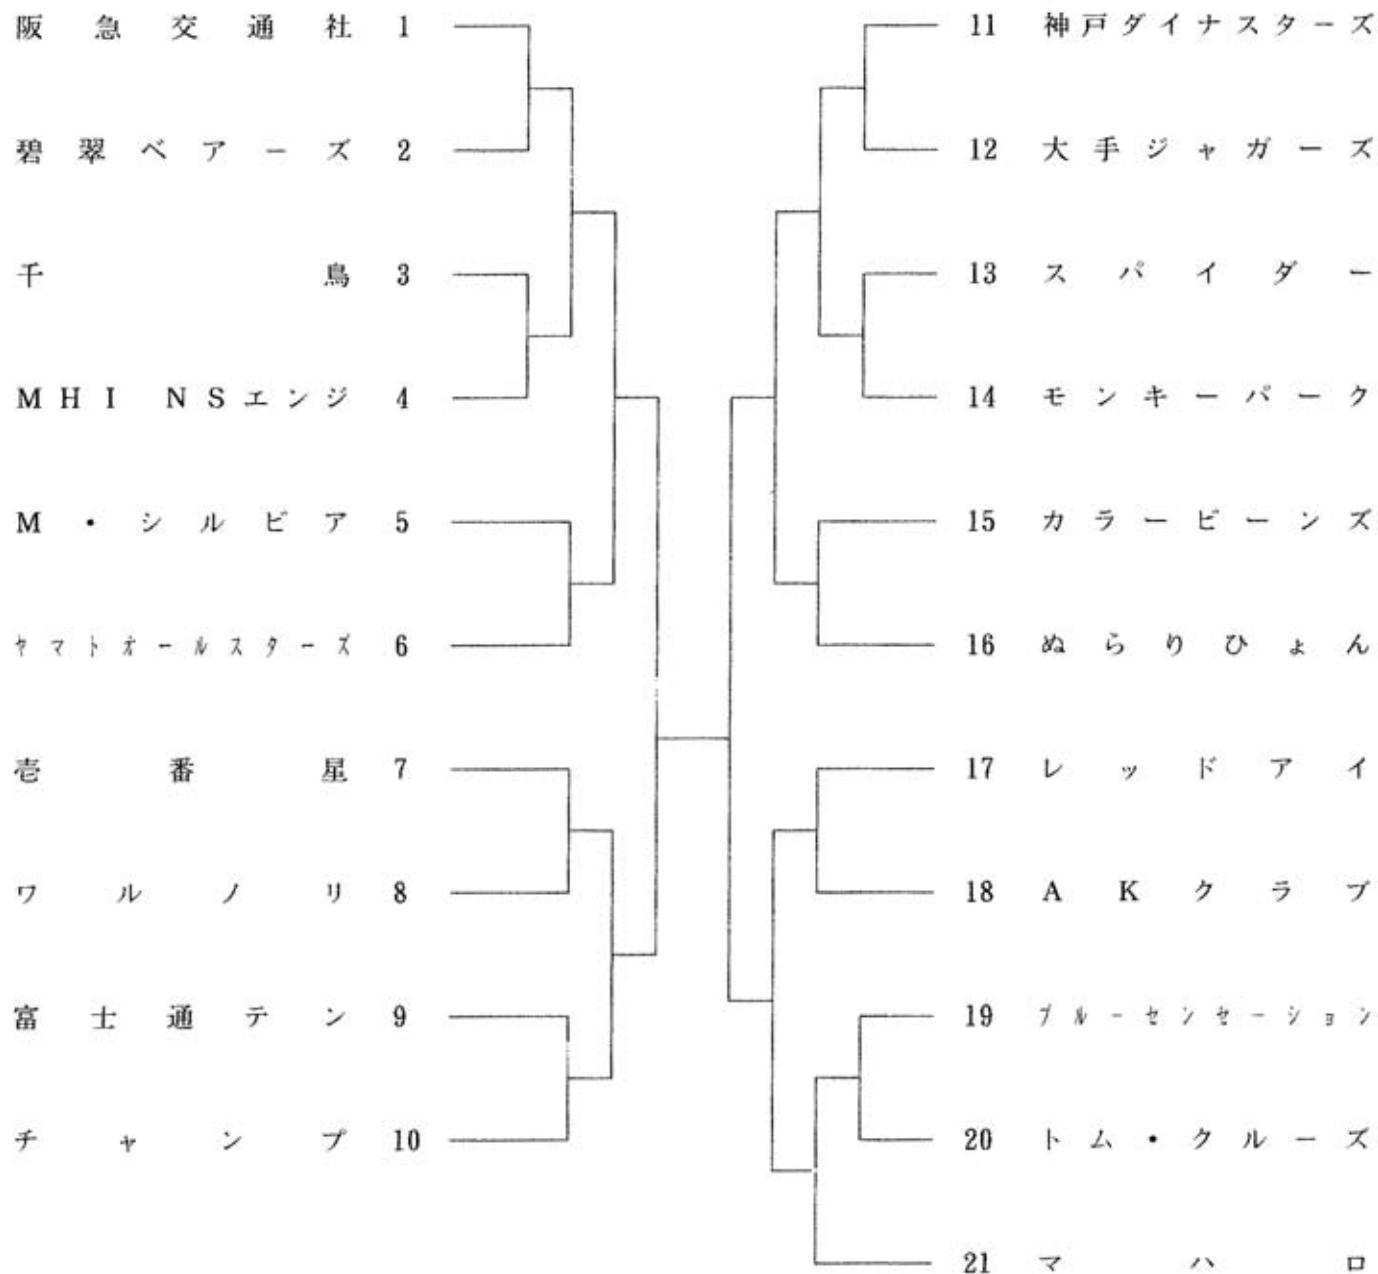 阪急交通社 1
碧翠ベアーズ 2
千鳥 3
MHI NSエンジ 4
M・シルビア 5
ヤマトオールスターズ 6
壱番星 7
ワルノリ 8
富士通テン 9
チャンプ 10
11 神戸ダイナスターズ
12 大手ジャガーズ
13 スパイダー
14 モンキーパーク
15 カラービーンズ
16 ぬらりひょん
17 レッドアイ
18 AKクラブ
19 ブルーセンセーション
20 トム・クルーズ
21 マハロ